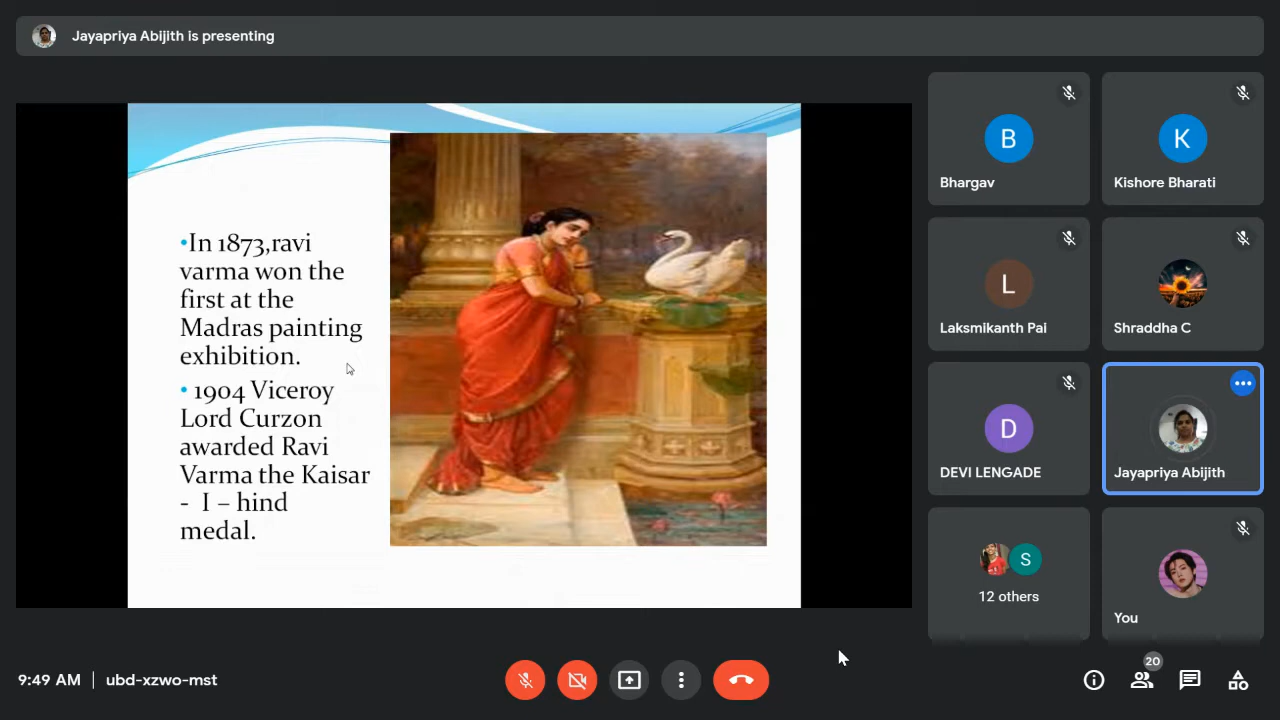 Jayapriya Abijith is presenting
•In 1873,ravi
varma won the
first at the
Madras painting
exhibition.
• 1904 Viceroy
Lord Curzon
awarded Ravi
Varma the Kaisar
- I – hind
medal.
B
Bhargav
K
Kishore Bharati
L
Laksmikanth Pai
Shraddha C
D
DEVI LENGADE
Jayapriya Abijith
S
12 others
You
9:49 AM | ubd-xzwo-mst
20